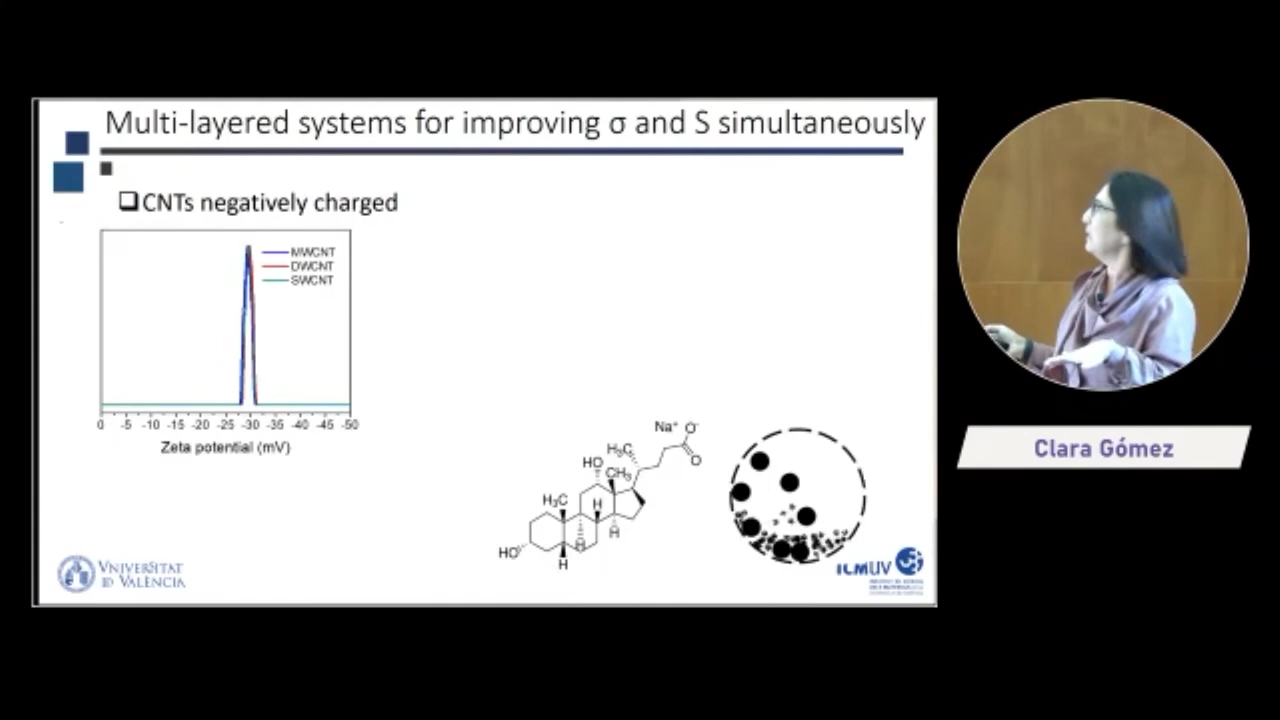 Multi-layered systems for improving σ and S simultaneously
❑CNTs negatively charged
MWCNT
DWCNT
SWCNT
0 -5 -10 -15 -20 -25 -30 -35 -40 -45 -50
Zeta potential (mV)
Na⁺ O⁻
O
H₃C
HO CH₃
H₃C H
H H
HO
H
VNIVERSITAT
ID VALÈNCIA
ICMUV
Clara Gómez